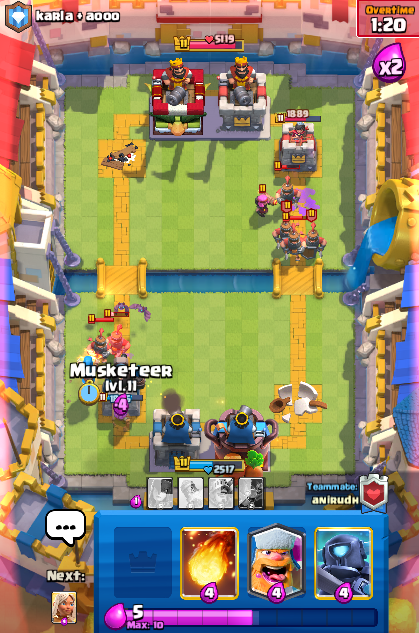 karla + aooo
5119
Overtime
1:20
x2
1889
11
Musketeer
lvl.11
4
2517
Teammate:
anirudh
...
4
4
4
Next:
5
Max: 10